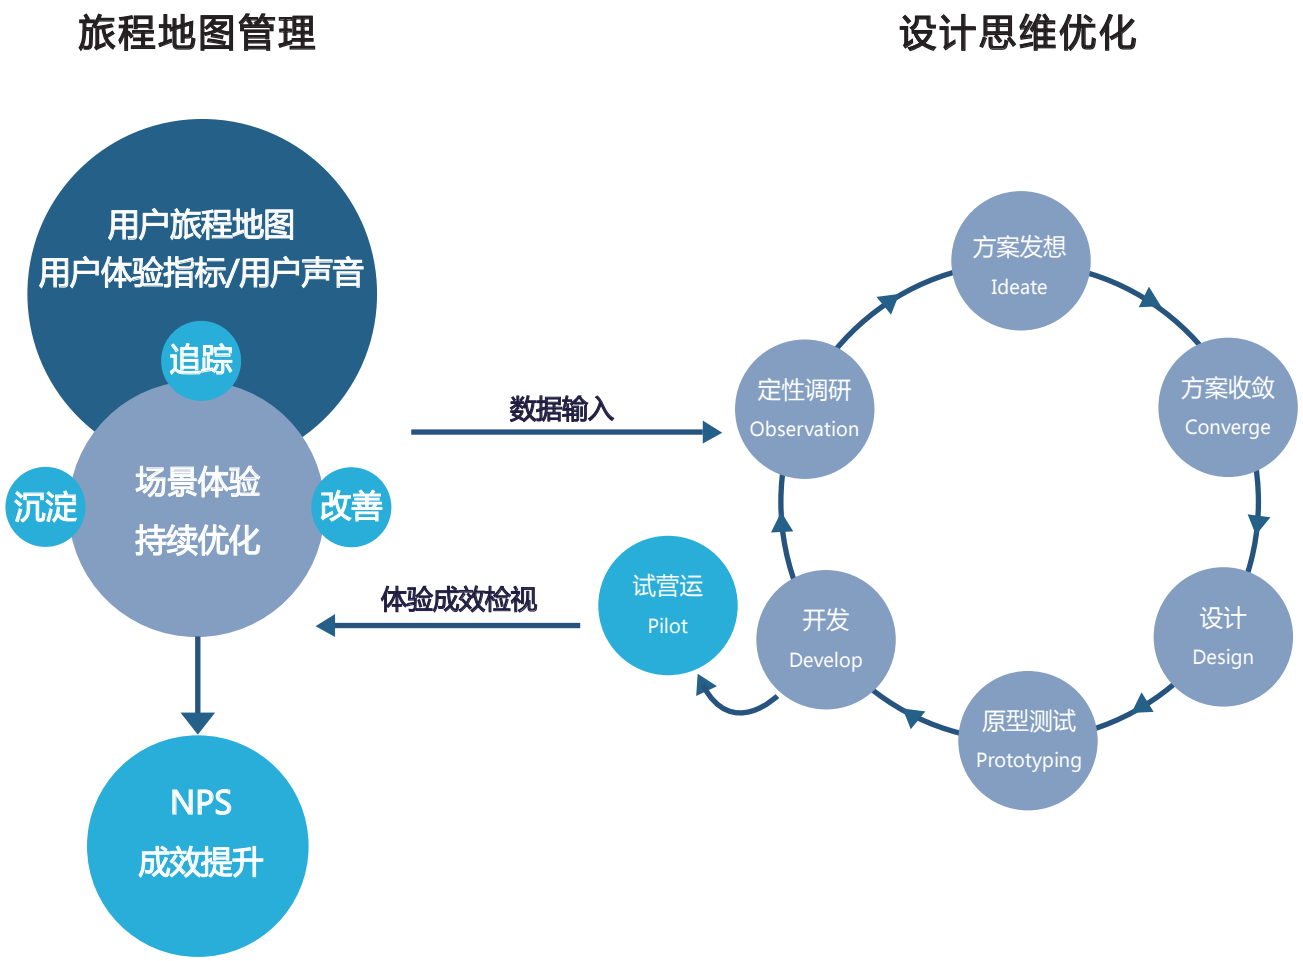 旅程地图管理
设计思维优化
用户旅程地图
用户体验指标/用户声音
追踪
场景体验
持续优化
沉淀
改善
NPS
成效提升
数据输入
体验成效检视
方案发想
Ideate
定性调研
Observation
方案收敛
Converge
试营运
Pilot
开发
Develop
设计
Design
原型测试
Prototyping